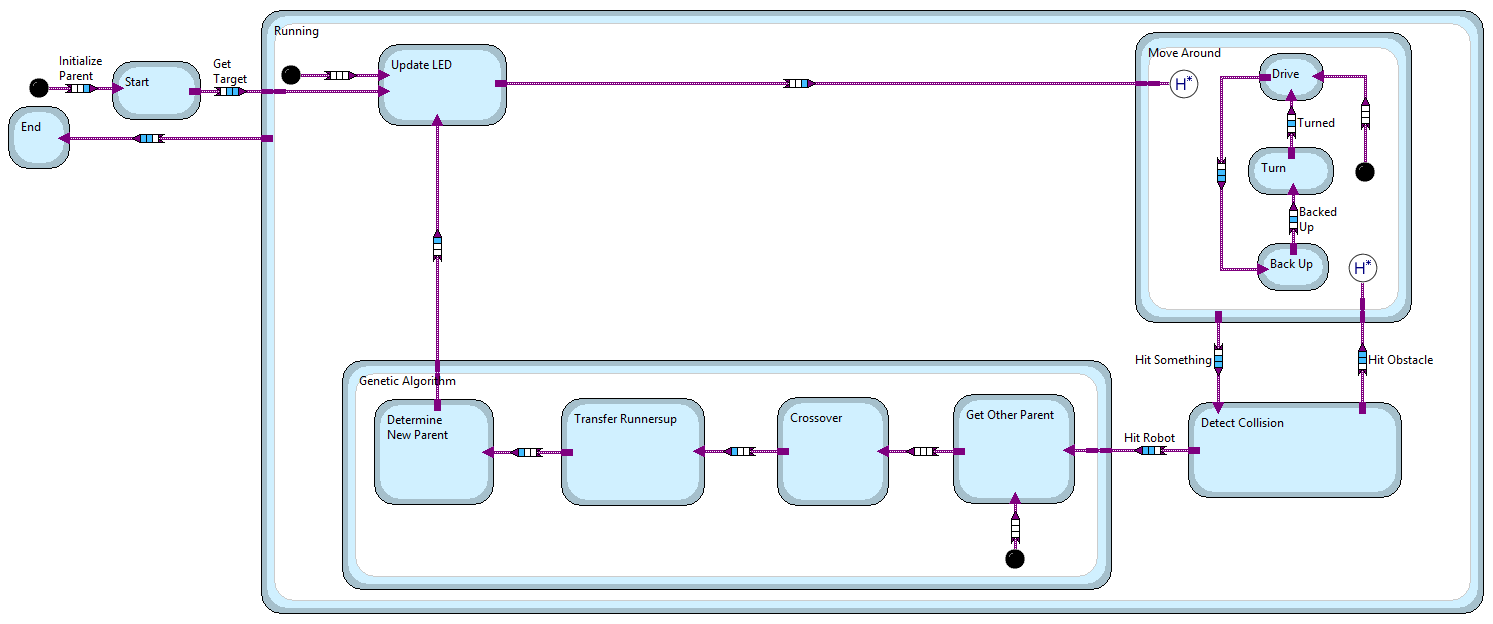 Running
Initialize
Parent
Start
Get
Target
End
Update LED
Move Around
H*
Drive
Turned
Turn
Backed
Up
Back Up
H*
Hit Something
Hit Obstacle
Genetic Algorithm
Determine
New Parent
Transfer Runnersup
Crossover
Get Other Parent
Hit Robot
Detect Collision